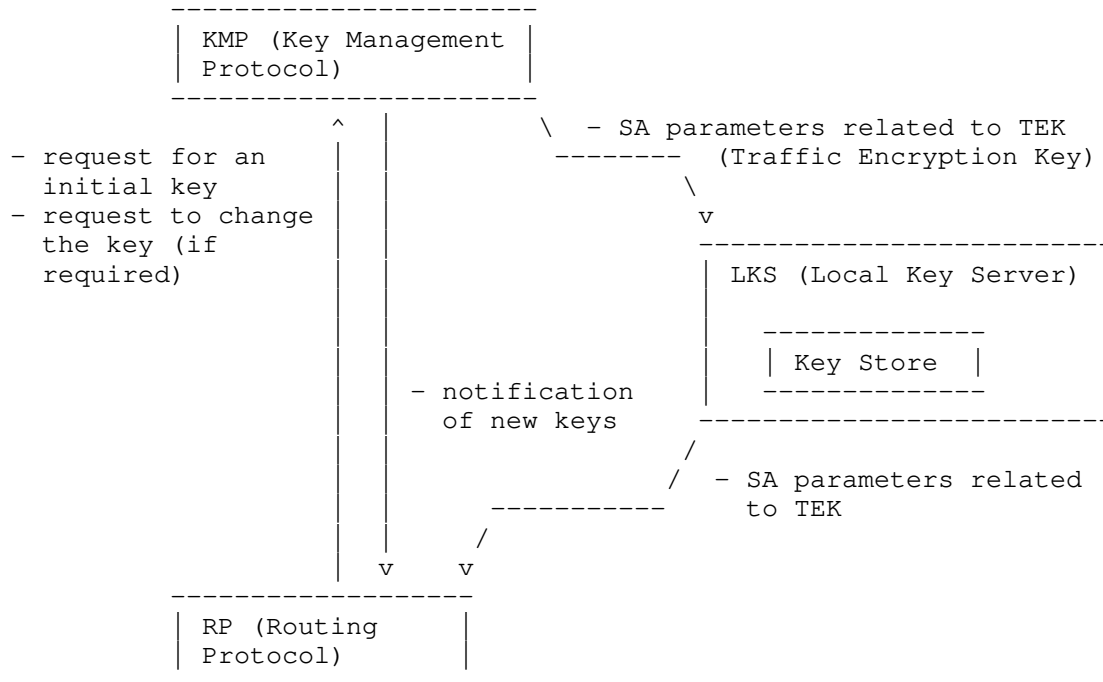 KMP (Key Management
Protocol)
- SA parameters related to TEK
(Traffic Encryption Key)
- request for an
initial key
- request to change
the key (if
required)
LKS (Local Key Server)
Key Store
- notification
of new keys
- SA parameters related
to TEK
RP (Routing
Protocol)